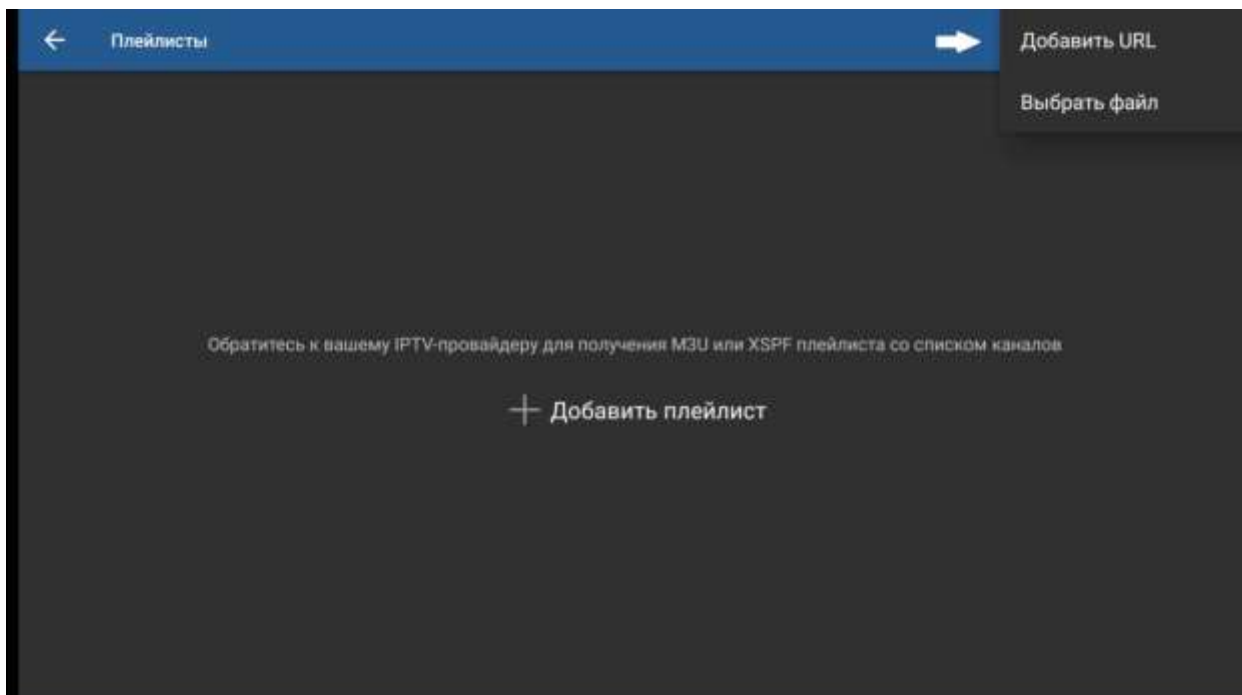 Плейлисты
Добавить URL
Выбрать файл
Обратитесь к вашему IPTV-провайдеру для получения M3U или XSPF плейлиста со списком каналов
Добавить плейлист